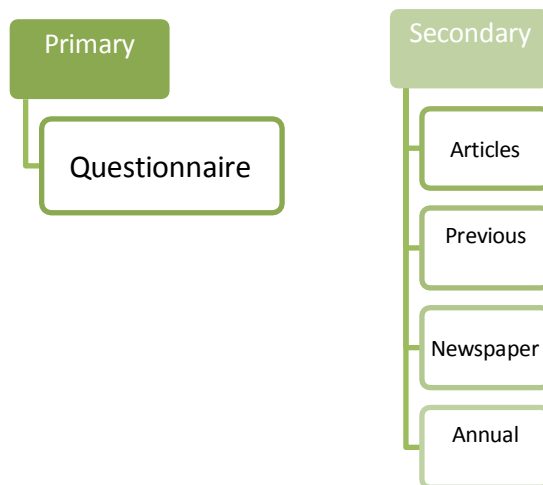 Primary
Questionnaire
Secondary
Articles
Previous
Newspaper
Annual